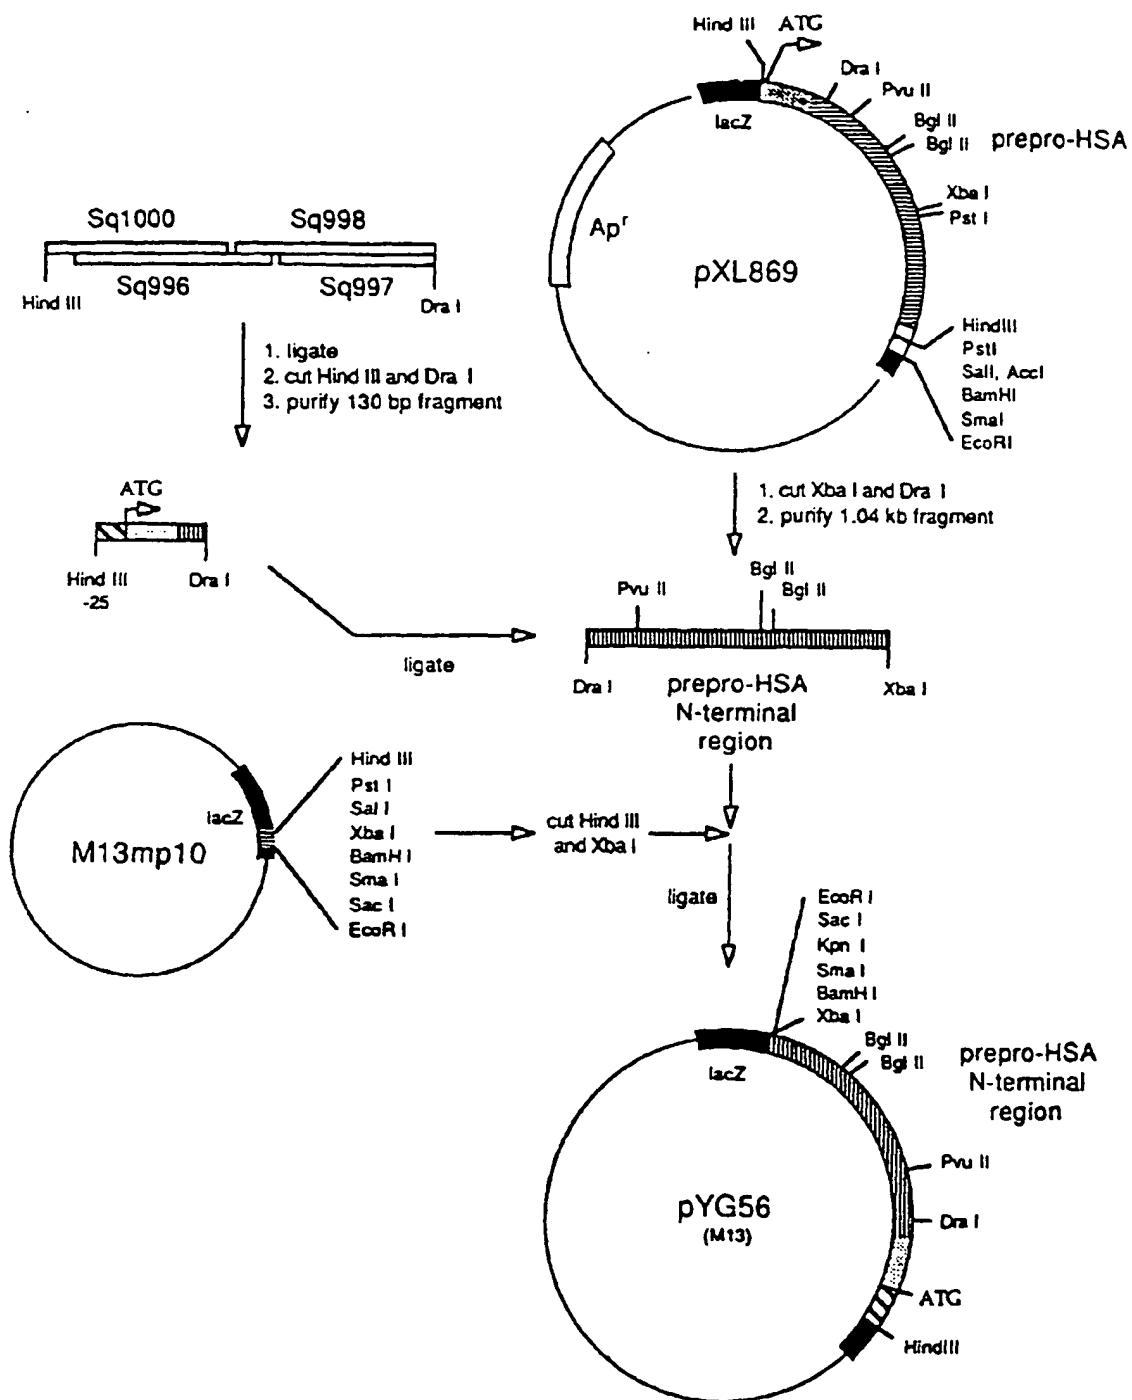 Hind III
ATG
Dra I
Pvu II
Bgl II
Bgl II
prepro-HSA
Xba I
Pst I
lacZ
Ap^r
pXL869
HindIII
PstI
SalI, AccI
BamHI
SmaI
EcoRI
Sq1000
Sq998
Sq996
Sq997
Hind III
Dra I
1. ligate
2. cut Hind III and Dra I
3. purify 130 bp fragment
1. cut Xba I and Dra I
2. purify 1.04 kb fragment
ATG
Hind III
-25
Dra I
ligate
Pvu II
Bgl II
Bgl II
Dra I
Xba I
prepro-HSA
N-terminal
region
M13mp10
lacZ
Hind III
Pst I
Sal I
Xba I
BamH I
Sma I
Sac I
EcoR I
cut Hind III
and Xba I
ligate
EcoR I
Sac I
Kpn I
Sma I
BamH I
Xba I
Bgl II
Bgl II
lacZ
prepro-HSA
N-terminal
region
Pvu II
Dra I
pYG56
(M13)
ATG
HindIII